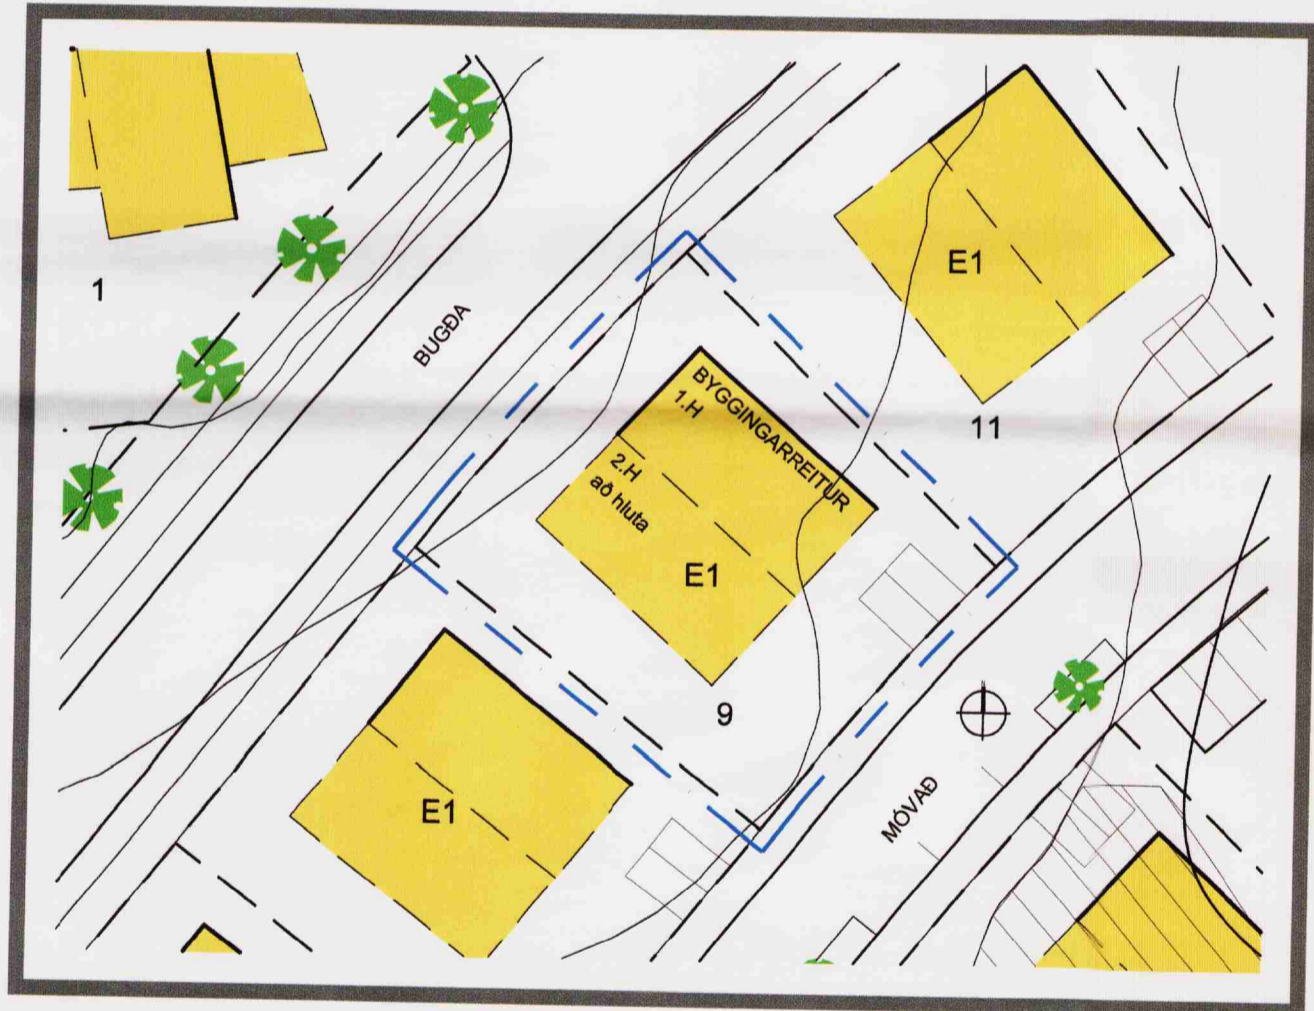 E1
1
BUGÐA
BYGGINGARREITUR
1.H
11
2.H
að hluta
E1
9
MÓVAÐ
E1